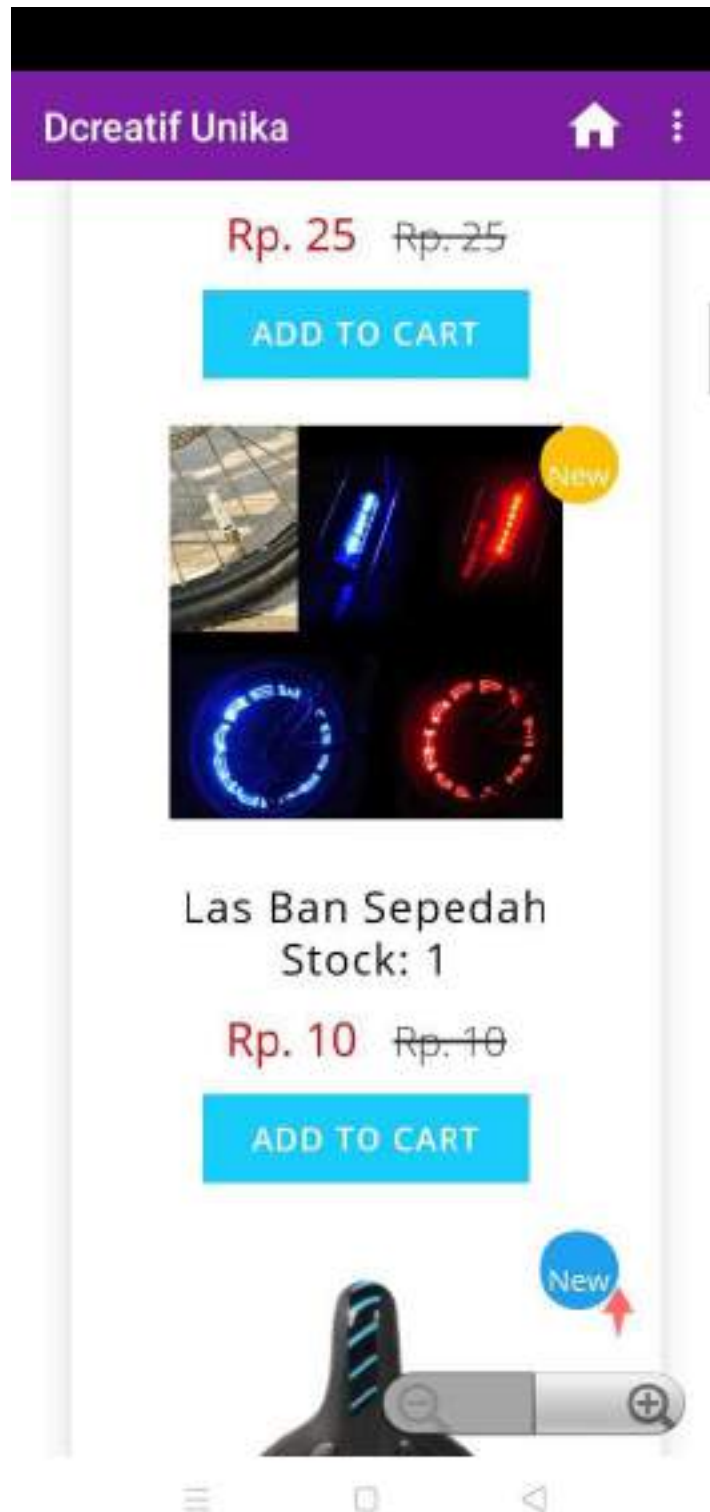 Dcreatif Unika
Rp. 25 Rp. 25
ADD TO CART
New
Las Ban Sepedah
Stock: 1
Rp. 10 Rp. 10
ADD TO CART
New